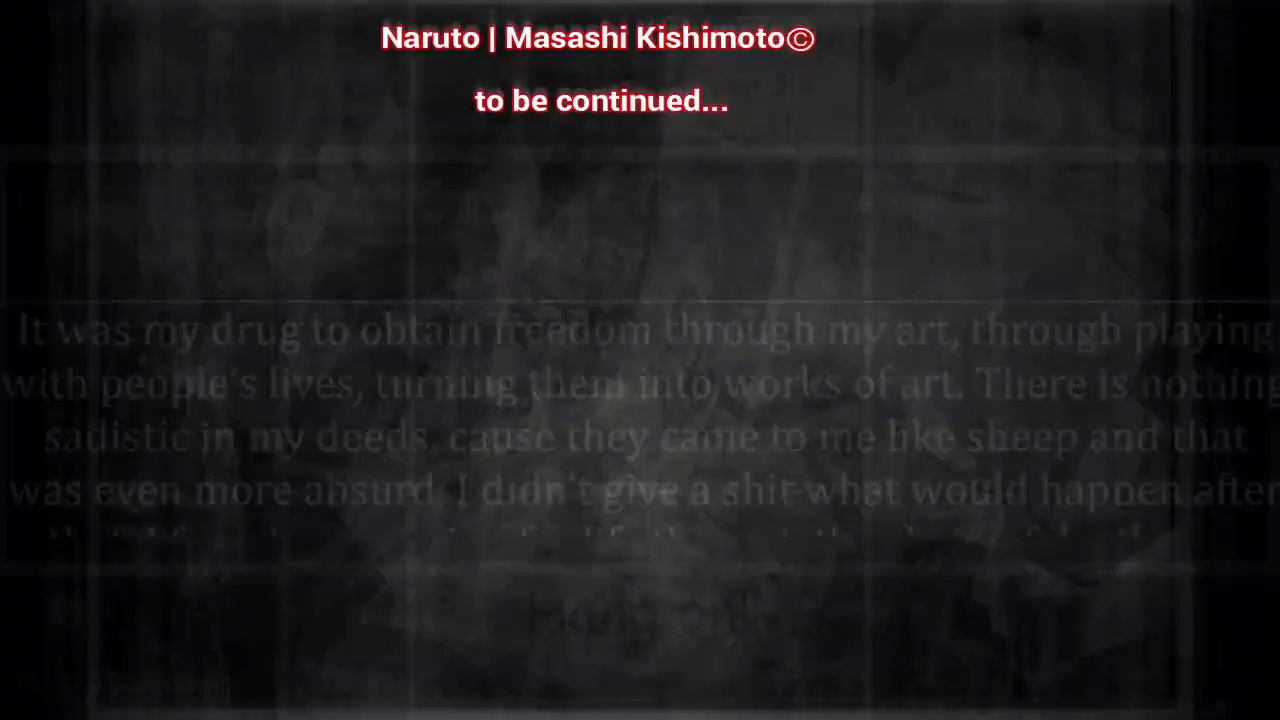 Naruto | Masashi Kishimoto©
to be continued...
It was my drug to obtain freedom through my art, through playing
with people's lives, turning them into works of art. There is nothing
sadistic in my deeds, cause they came to me like sheep and that
was even more absurd. I didn't give a shit what would happen after